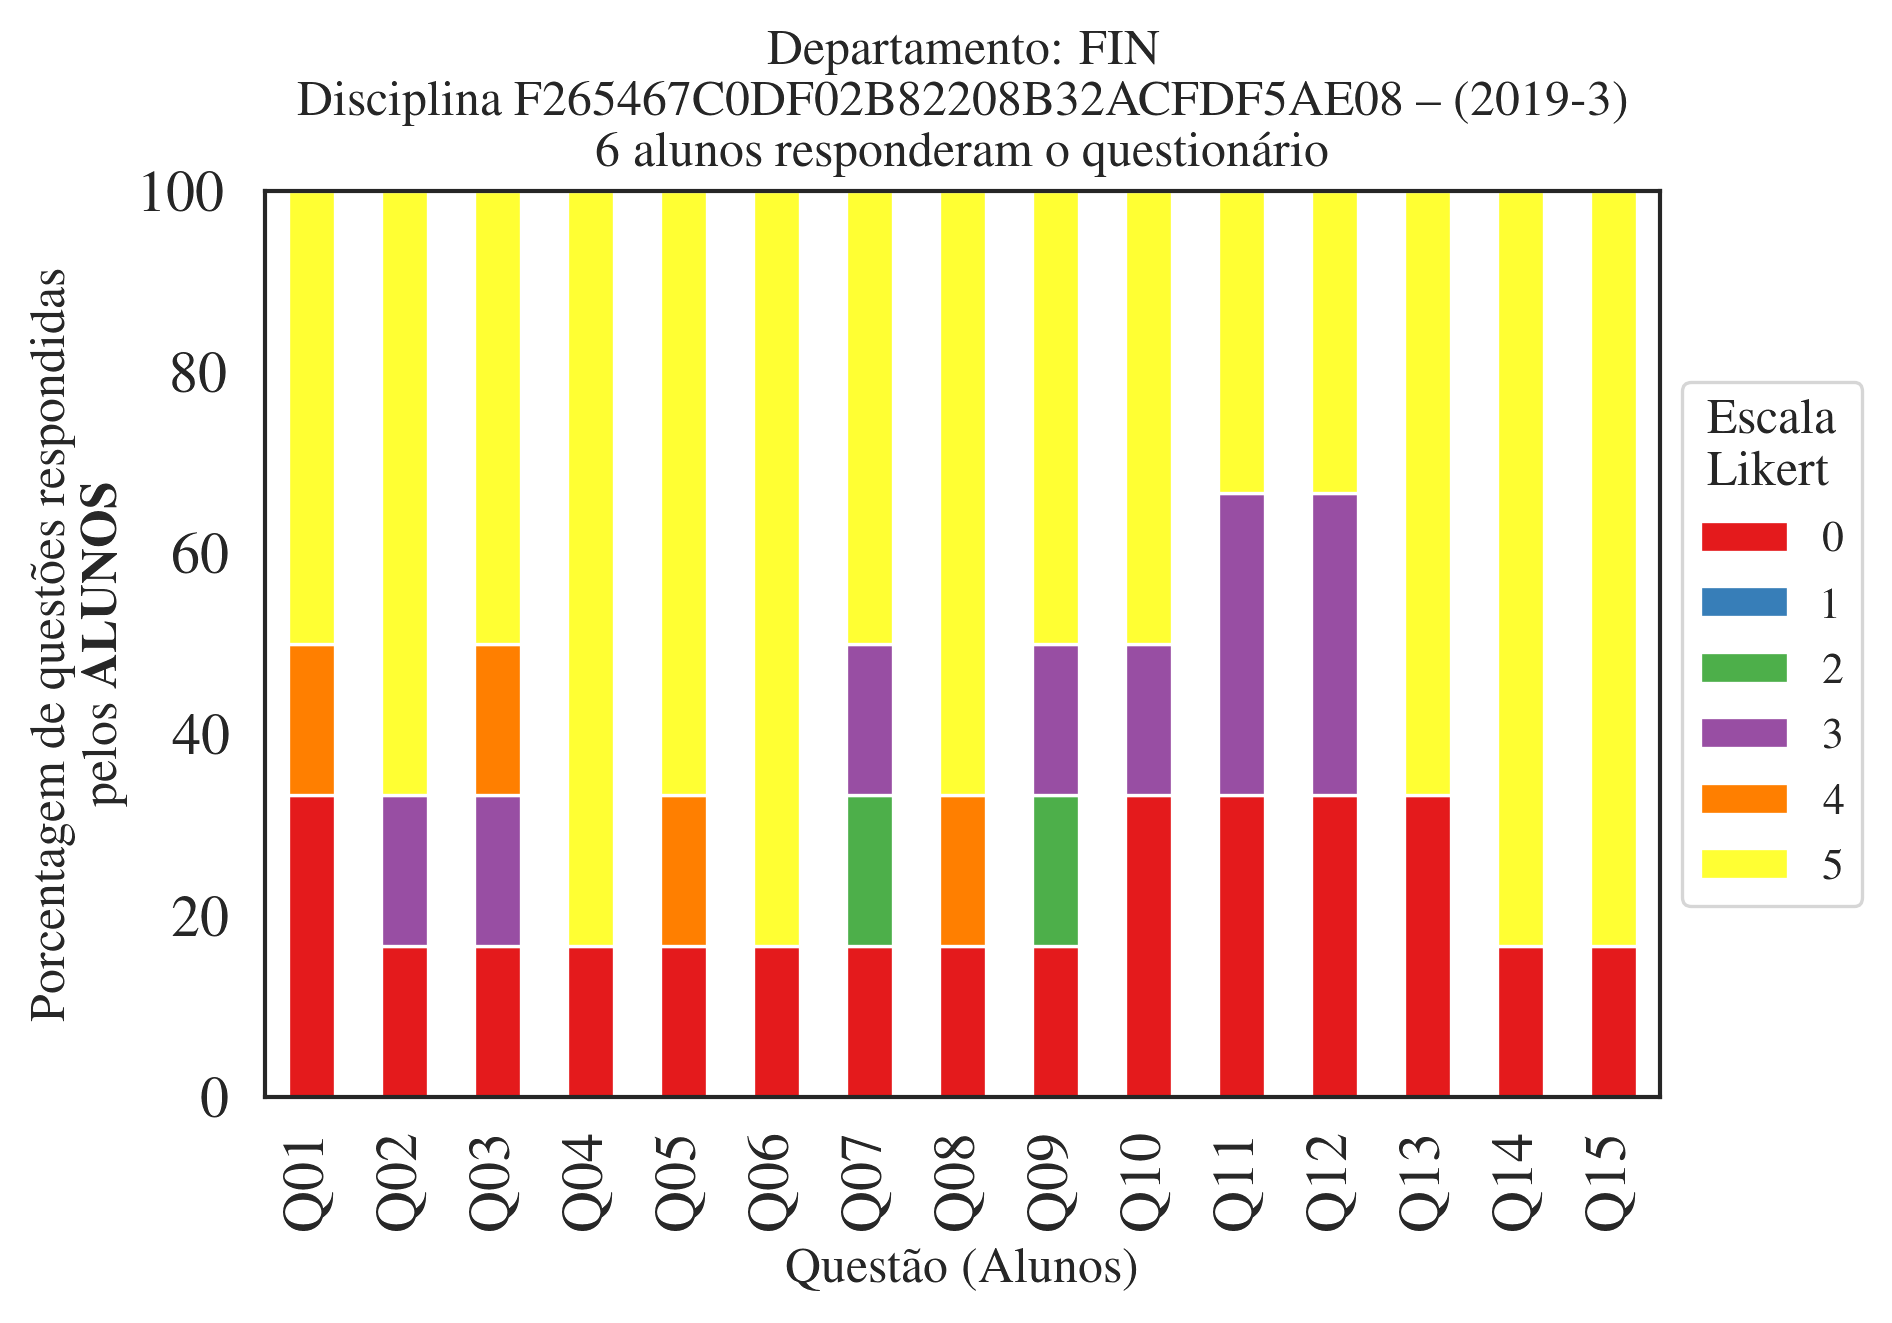 Departamento: FIN
Disciplina F265467C0DF02B82208B32ACFDF5AE08 – (2019-3)
6 alunos responderam o questionário
Porcentagem de questões respondidas
pelos ALUNOS
100
80
60
40
20
0
Q01
Q02
Q03
Q04
Q05
Q06
Q07
Q08
Q09
Q10
Q11
Q12
Q13
Q14
Q15
Questão (Alunos)
Escala
Likert
0
1
2
3
4
5